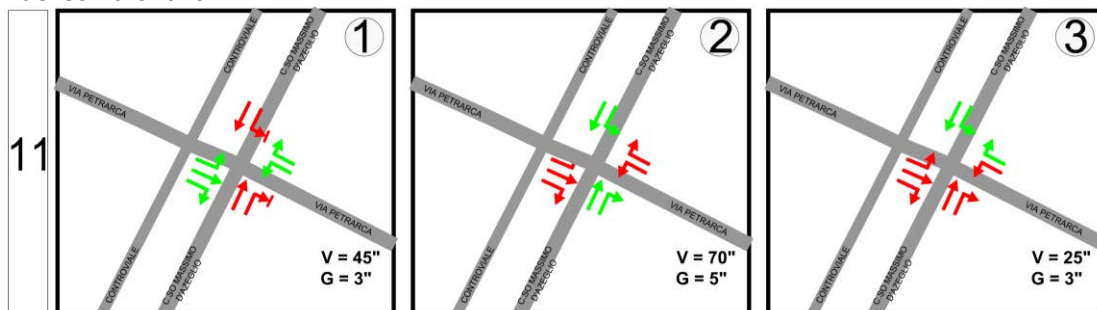 11
1
CONTROVIALE
C.SO MASSIMO
D'AZEGLIO
VIA PETRARCA
VIA PETRARCA
CONTROVIALE
C.SO MASSIMO
D'AZEGLIO
V = 45"
G = 3"
2
CONTROVIALE
C.SO MASSIMO
D'AZEGLIO
VIA PETRARCA
VIA PETRARCA
CONTROVIALE
C.SO MASSIMO
D'AZEGLIO
V = 70"
G = 5"
3
CONTROVIALE
C.SO MASSIMO
D'AZEGLIO
VIA PETRARCA
VIA PETRARCA
CONTROVIALE
C.SO MASSIMO
D'AZEGLIO
V = 25"
G = 3"